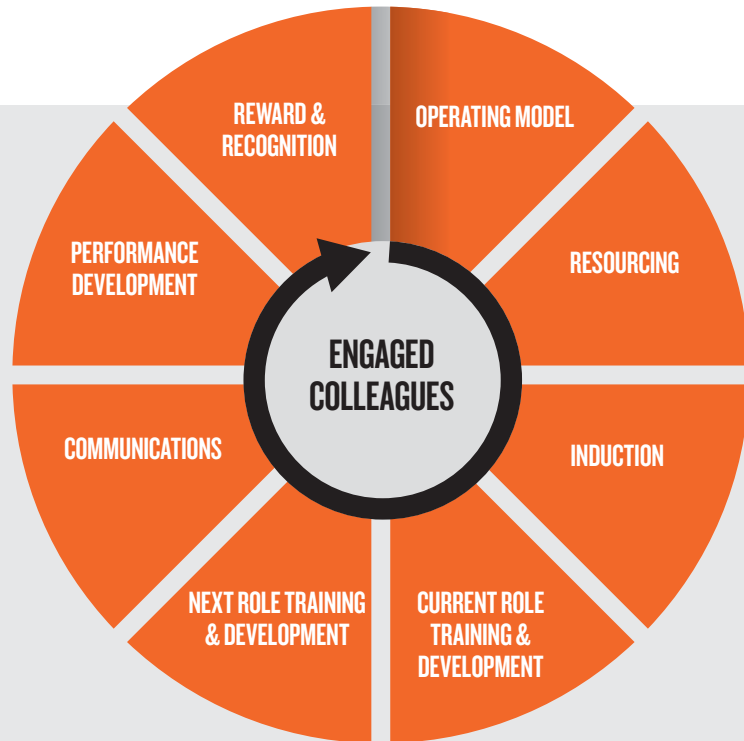 OPERATING MODEL
RESOURCING
INDUCTION
CURRENT ROLE
TRAINING &
DEVELOPMENT
NEXT ROLE TRAINING
& DEVELOPMENT
COMMUNICATIONS
PERFORMANCE
DEVELOPMENT
REWARD &
RECOGNITION
ENGAGED
COLLEAGUES